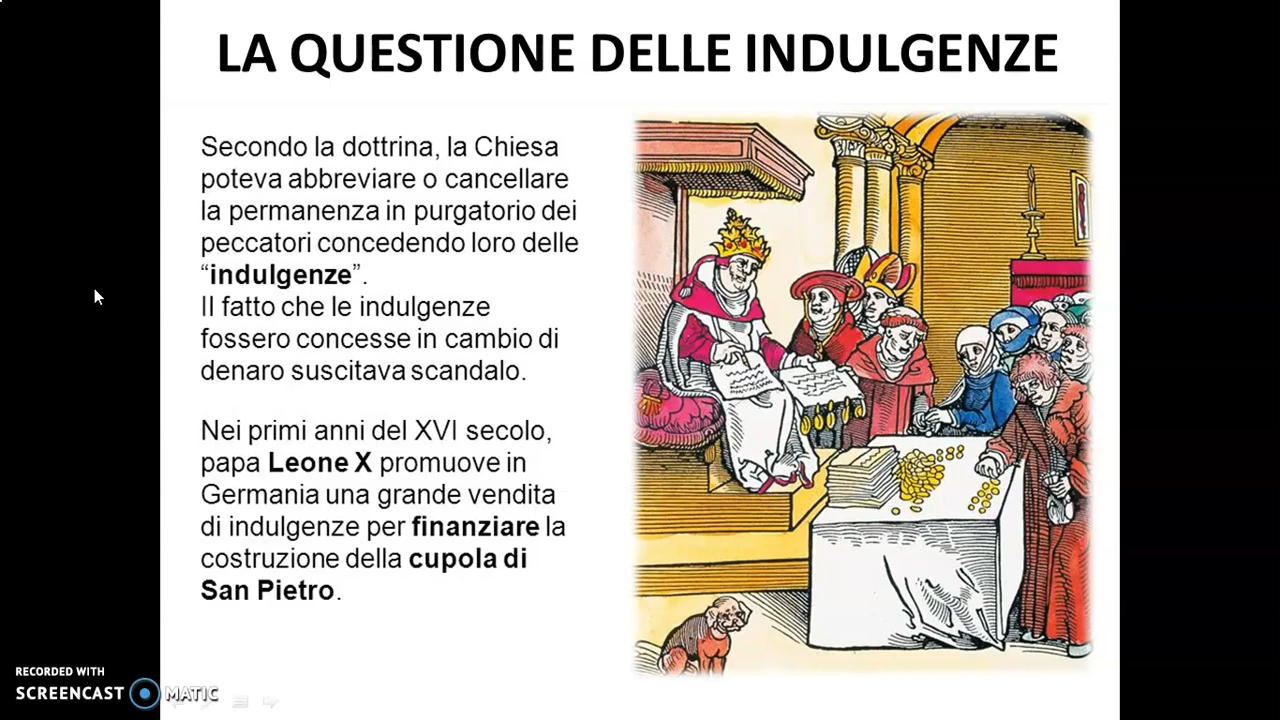 LA QUESTIONE DELLE INDULGENZE
Secondo la dottrina, la Chiesa
poteva abbreviare o cancellare
la permanenza in purgatorio dei
peccatori concedendo loro delle
“indulgenze”.
Il fatto che le indulgenze
fossero concesse in cambio di
denaro suscitava scandalo.
Nei primi anni del XVI secolo,
papa Leone X promuove in
Germania una grande vendita
di indulgenze per finanziare la
costruzione della cupola di
San Pietro.
RECORDED WITH
SCREENCAST MATIC